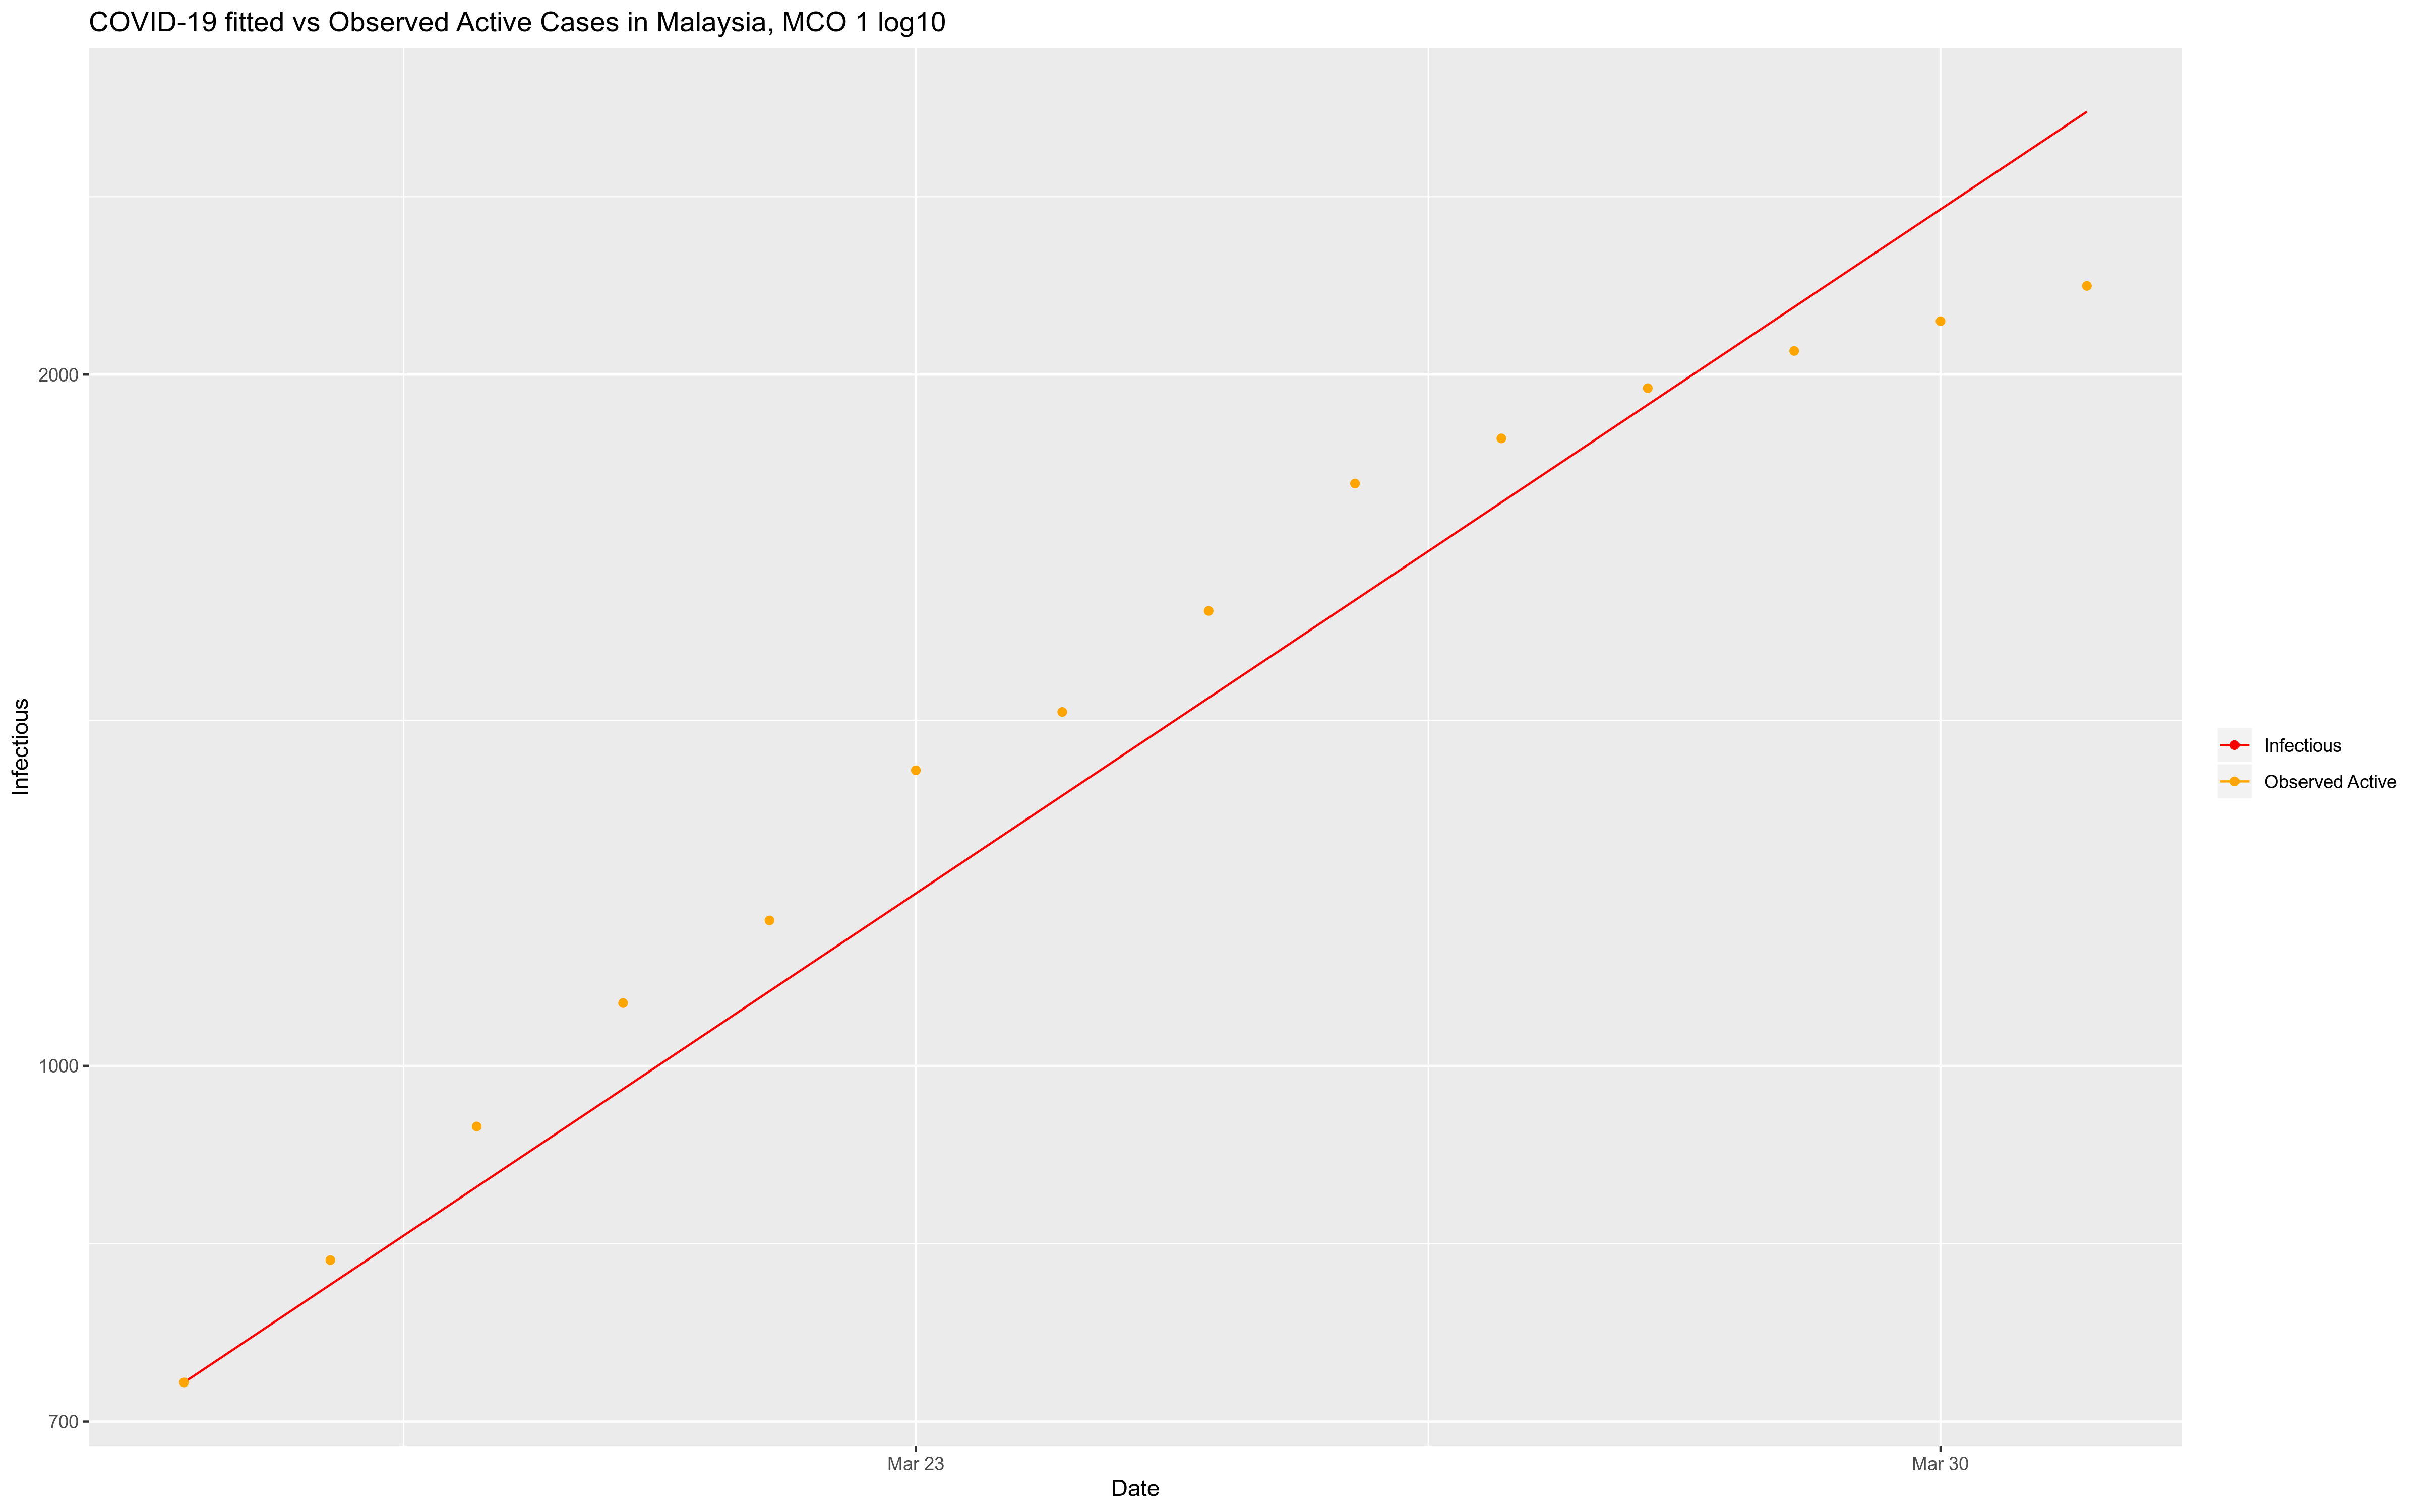 COVID-19 fitted vs Observed Active Cases in Malaysia, MCO 1 log10
Infectious
2000
1000
700
Mar 23
Mar 30
Date
Infectious
Observed Active